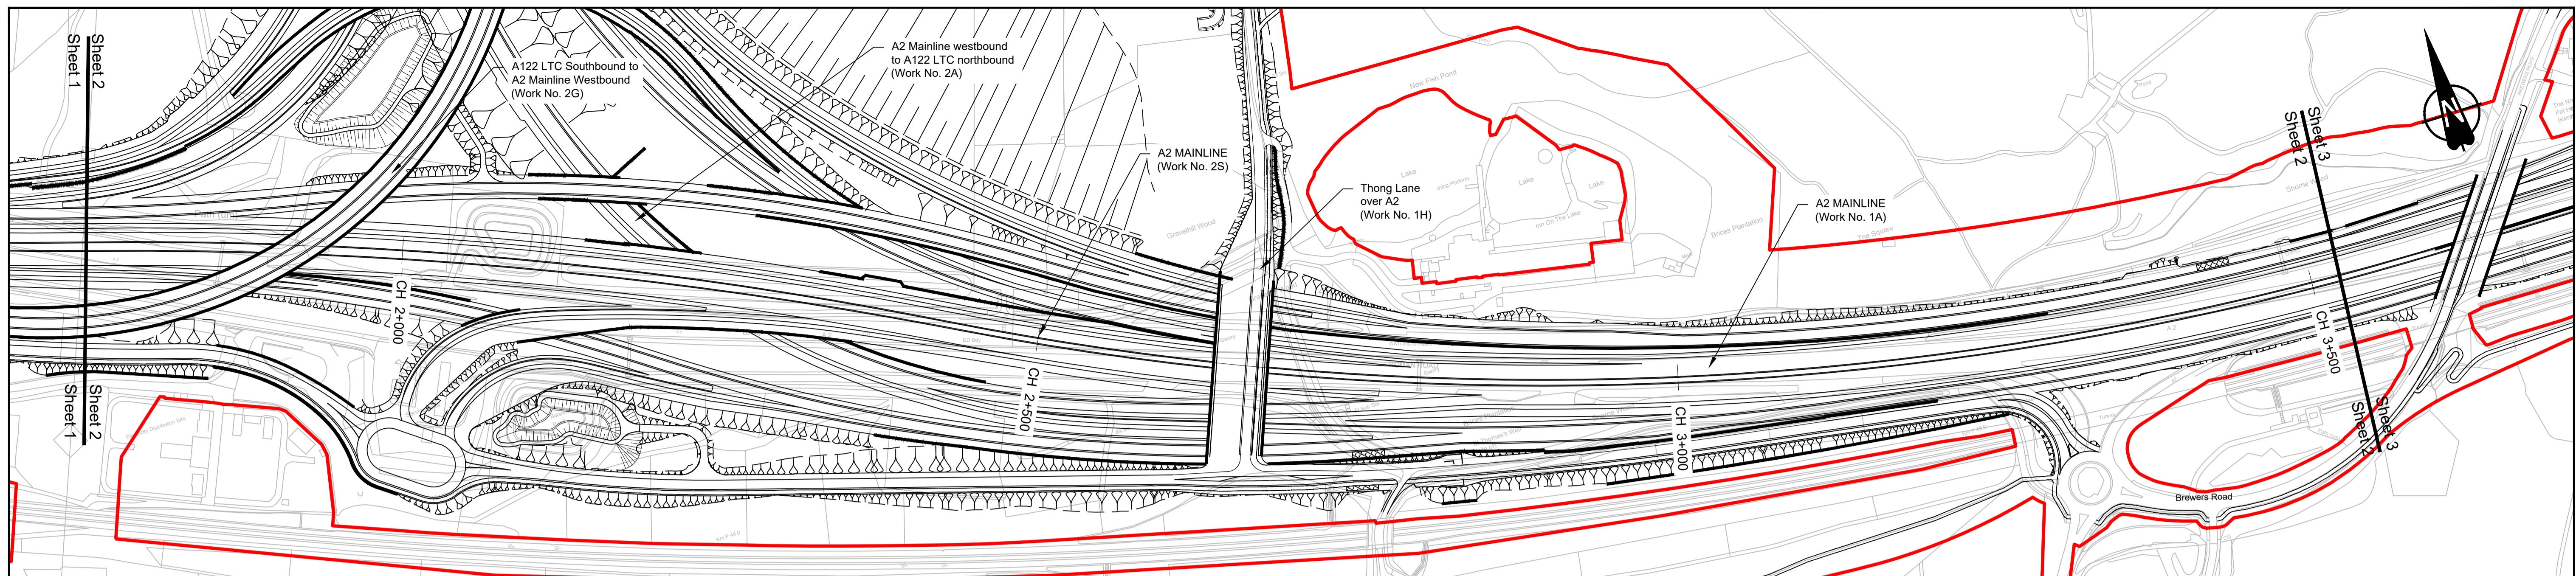 Sheet 2
Sheet 1
A122 LTC Southbound to
A2 Mainline Westbound
(Work No. 2G)
A2 Mainline westbound
to A122 LTC northbound
(Work No. 2A)
A2 MAINLINE
(Work No. 2S)
Thong Lane
over A2
(Work No. 1H)
A2 MAINLINE
(Work No. 1A)
New Fish Pond
Lake
Lake
Lake
Inn On The Lake
Gravelhill Wood
Brices Plantation
The Square
Shorne Wood
Pond
N
Sheet 3
Sheet 2
CH 2+000
CH 2+500
CH 3+000
CH 3+500
Sheet 2
Sheet 1
Sheet 3
Sheet 2
Brewers Road